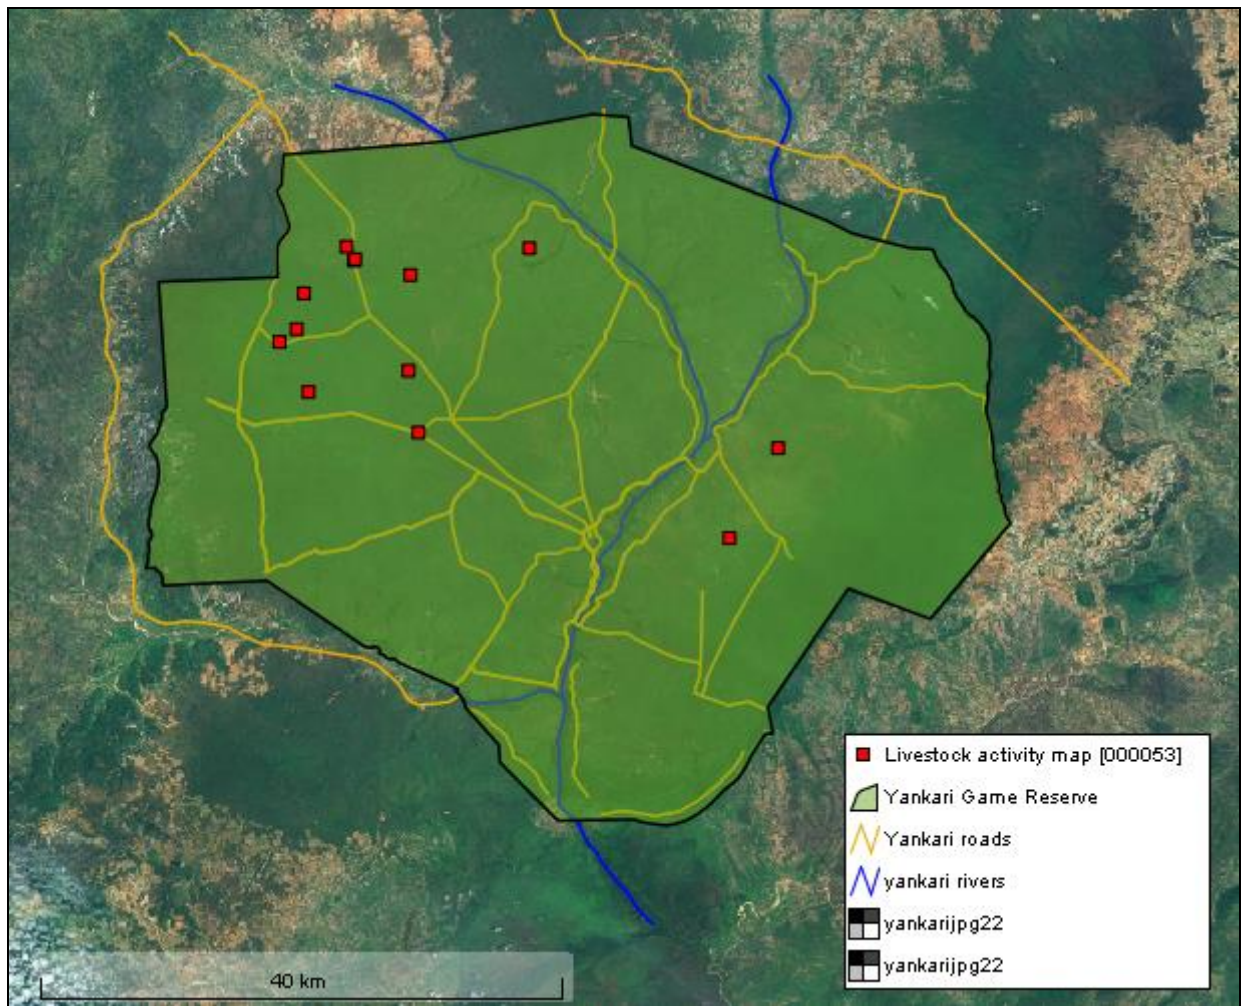 Livestock activity map [000053]
Yankari Game Reserve
Yankari roads
yankari rivers
yankarijpg22
yankarijpg22
40 km